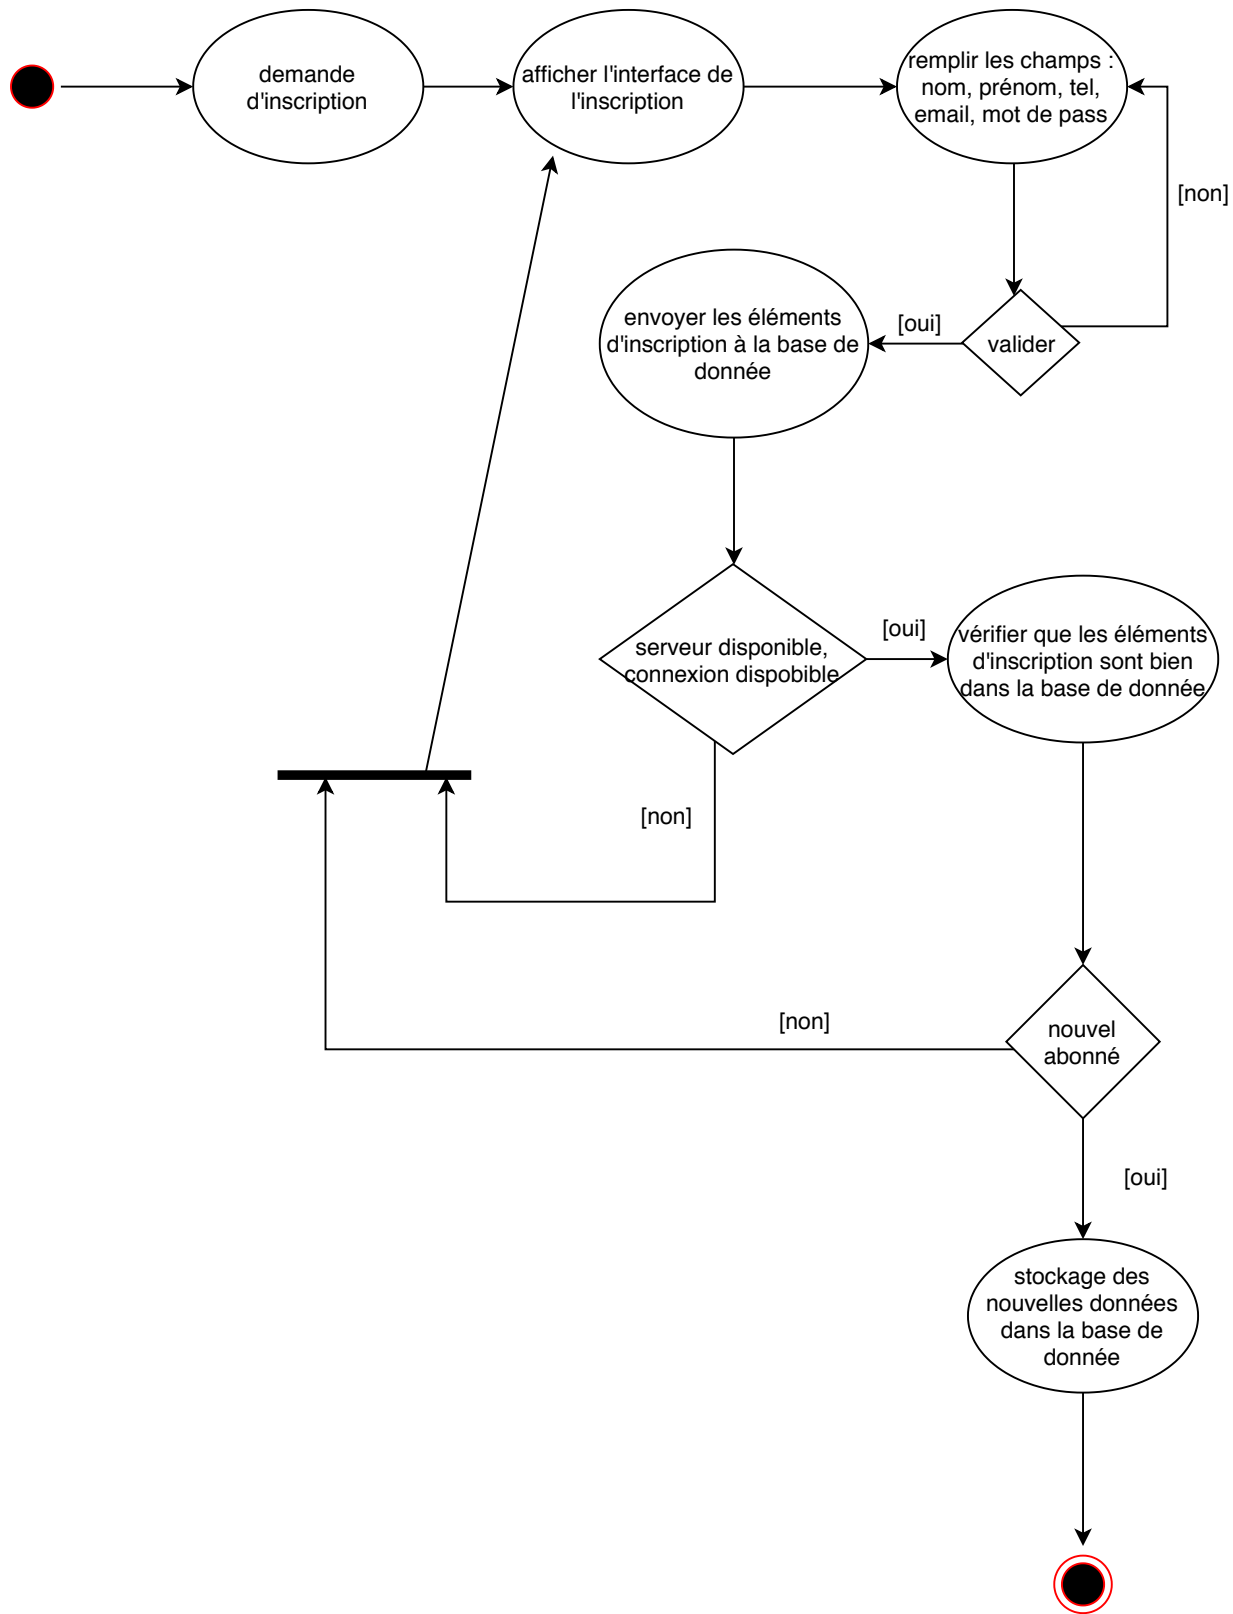 demande
d'inscription
afficher l'interface de
l'inscription
remplir les champs :
nom, prénom, tel,
email, mot de pass
[non]
envoyer les éléments
d'inscription à la base de
donnée
[oui]
valider
serveur disponible,
connexion dispobible
[oui]
vérifier que les éléments
d'inscription sont bien
dans la base de donnée
[non]
[non]
nouvel
abonné
[oui]
stockage des
nouvelles données
dans la base de
donnée